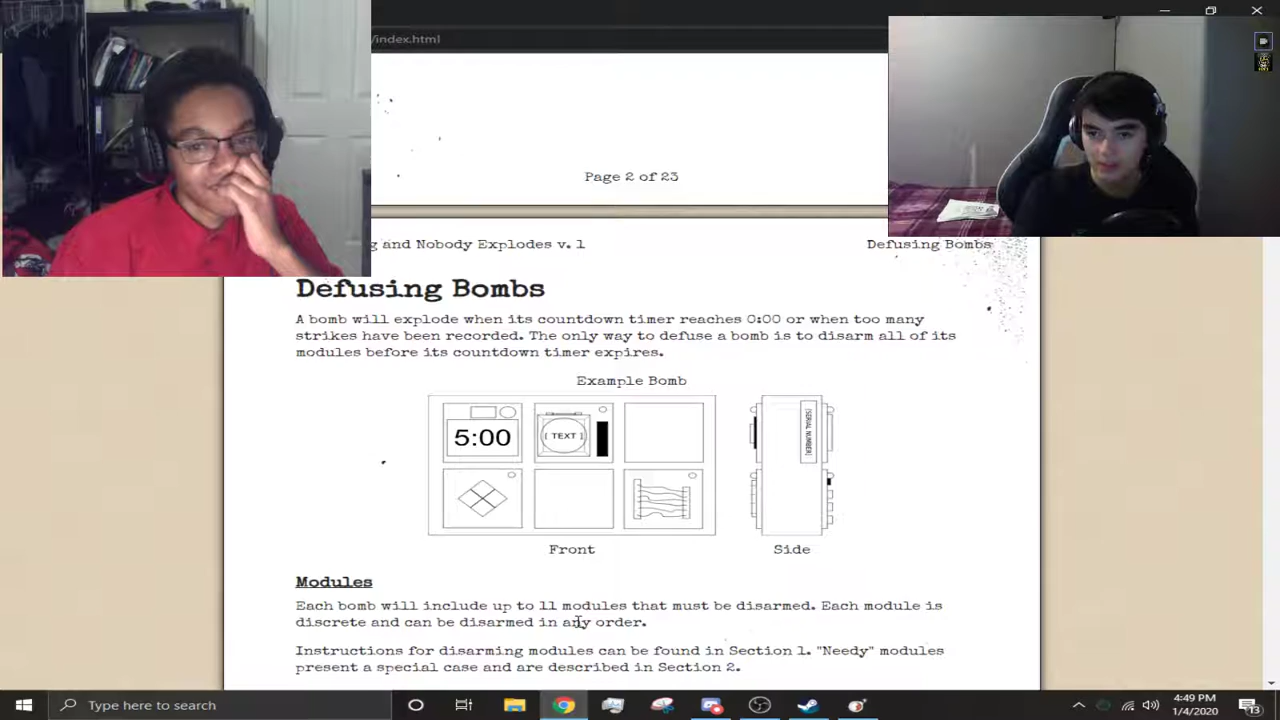 /index.html
Page 2 of 23
g and Nobody Explodes v. 1
Defusing Bombs
Defusing Bombs
A bomb will explode when its countdown timer reaches 0:00 or when too many
strikes have been recorded. The only way to defuse a bomb is to disarm all of its
modules before its countdown timer expires.
Example Bomb
5:00
[ TEXT ]
[SERIAL NUMBER]
Front
Side
Modules
Each bomb will include up to 11 modules that must be disarmed. Each module is
discrete and can be disarmed in any order.
Instructions for disarming modules can be found in Section 1. "Needy" modules
present a special case and are described in Section 2.
Type here to search
4:49 PM
1/4/2020
13